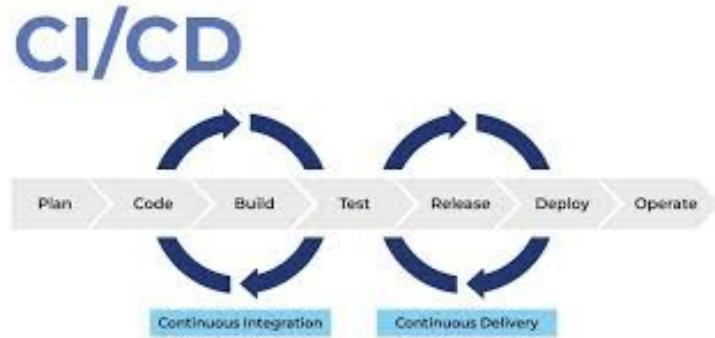 CI/CD
Plan Code Build Test Release Deploy Operate
Continuous Integration Continuous Delivery